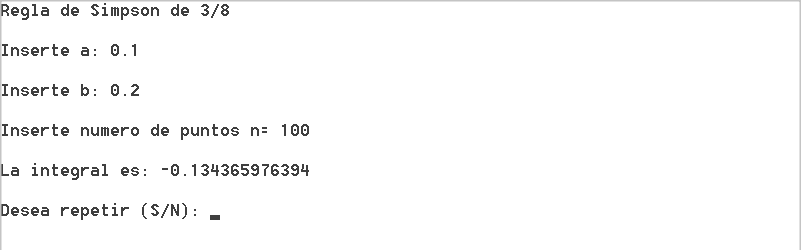 Regla de Simpson de 3/8
Inserte a: 0.1
Inserte b: 0.2
Inserte numero de puntos n= 100
La integral es: -0.134365976394
Desea repetir (S/N): _